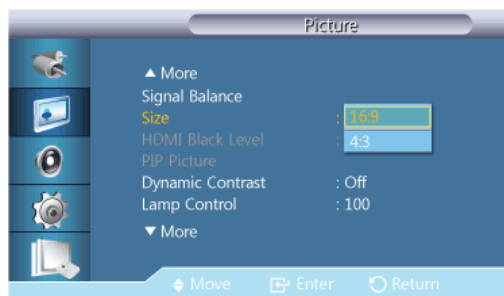 Picture
▲ More
Signal Balance
Size : 16:9
HDMI Black Level : 4:3
PIP Picture
Dynamic Contrast : Off
Lamp Control : 100
▼ More
Move Enter Return